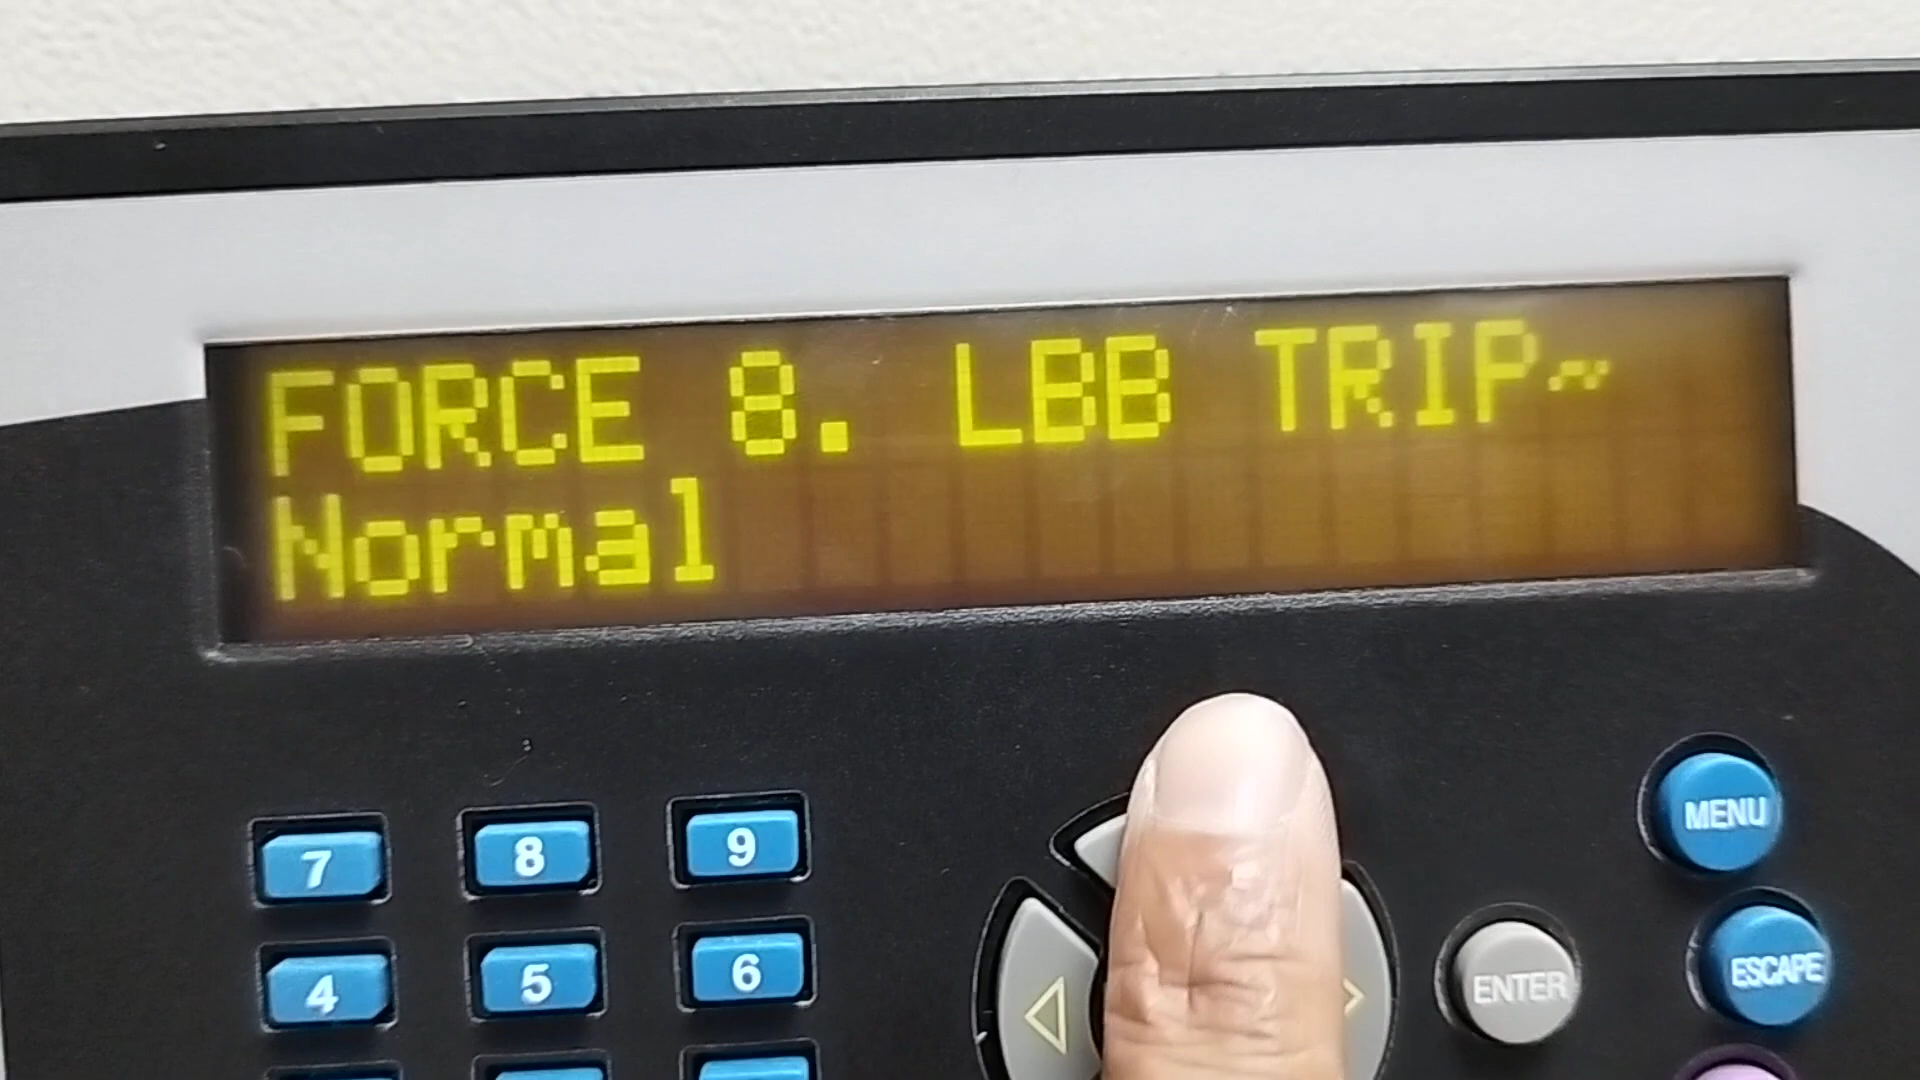 FORCE 8. LBB TRIP~
Normal
7 8 9
MENU
4 5 6
ENTER
ESCAPE